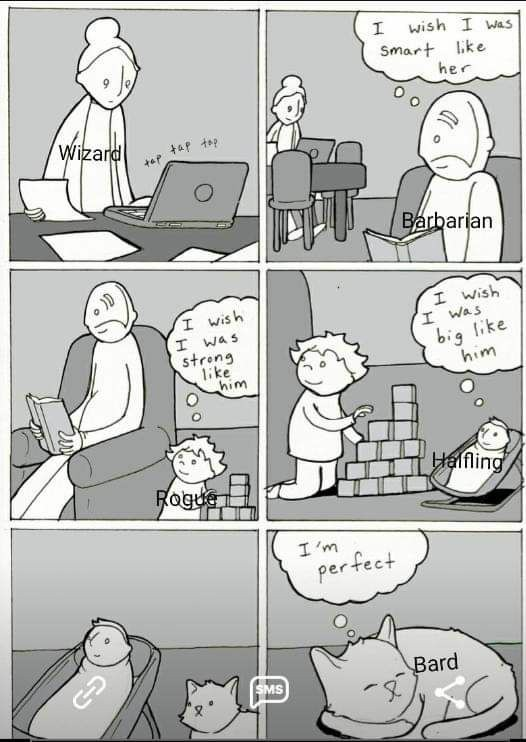 Wizard
tap tap tap
I wish I was
smart like
her
Barbarian
I wish
I was
strong
like
him
Rogue
I wish
I was
big like
him
Halfling
I'm
perfect
Bard
SMS